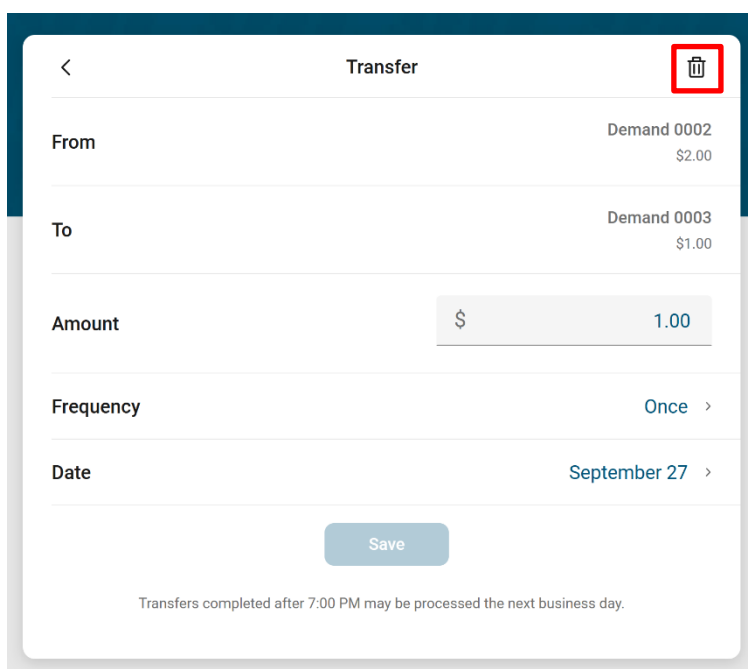 Transfer
From
Demand 0002
$2.00
To
Demand 0003
$1.00
Amount
$ 1.00
Frequency
Once
Date
September 27
Save
Transfers completed after 7:00 PM may be processed the next business day.